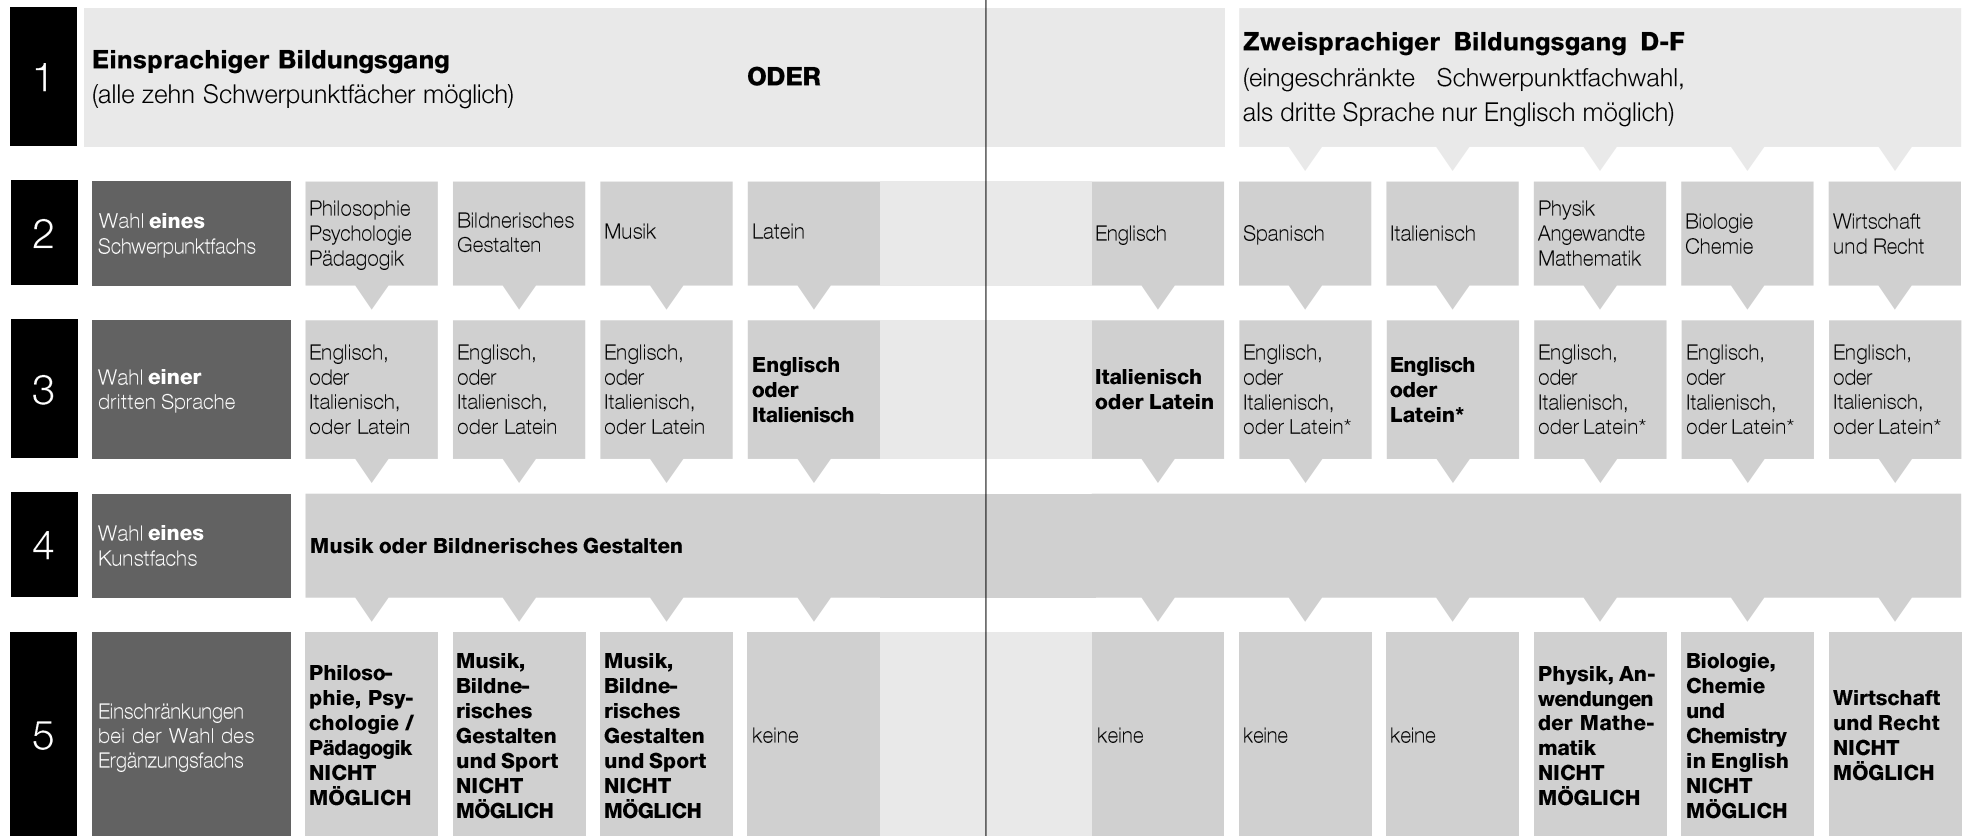 1
Einsprachiger Bildungsgang
(alle zehn Schwerpunktfächer möglich)
ODER
Zweisprachiger Bildungsgang D-F
(eingeschränkte Schwerpunktfachwahl,
als dritte Sprache nur Englisch möglich)
2
Wahl eines
Schwerpunktfachs
Philosophie
Psychologie
Pädagogik
Bildnerisches
Gestalten
Musik
Latein
Englisch
Spanisch
Italienisch
Physik
Angewandte
Mathematik
Biologie
Chemie
Wirtschaft
und Recht
3
Wahl einer
dritten Sprache
Englisch,
oder
Italienisch,
oder Latein
Englisch,
oder
Italienisch,
oder Latein
Englisch,
oder
Italienisch,
oder Latein
Englisch
oder
Italienisch
Italienisch
oder Latein
Englisch,
oder
Italienisch,
oder Latein*
Englisch
oder
Latein*
Englisch,
oder
Italienisch,
oder Latein*
Englisch,
oder
Italienisch,
oder Latein*
Englisch,
oder
Italienisch,
oder Latein*
4
Wahl eines
Kunstfachs
Musik oder Bildnerisches Gestalten
5
Einschränkungen
bei der Wahl des
Ergänzungsfachs
Philoso-
phie, Psy-
chologie /
Pädagogik
NICHT
MÖGLICH
Musik,
Bildne-
risches
Gestalten
und Sport
NICHT
MÖGLICH
Musik,
Bildne-
risches
Gestalten
und Sport
NICHT
MÖGLICH
keine
keine
keine
keine
Physik, An-
wendungen
der Mathe-
matik
NICHT
MÖGLICH
Biologie,
Chemie
und
Chemistry
in English
NICHT
MÖGLICH
Wirtschaft
und Recht
NICHT
MÖGLICH